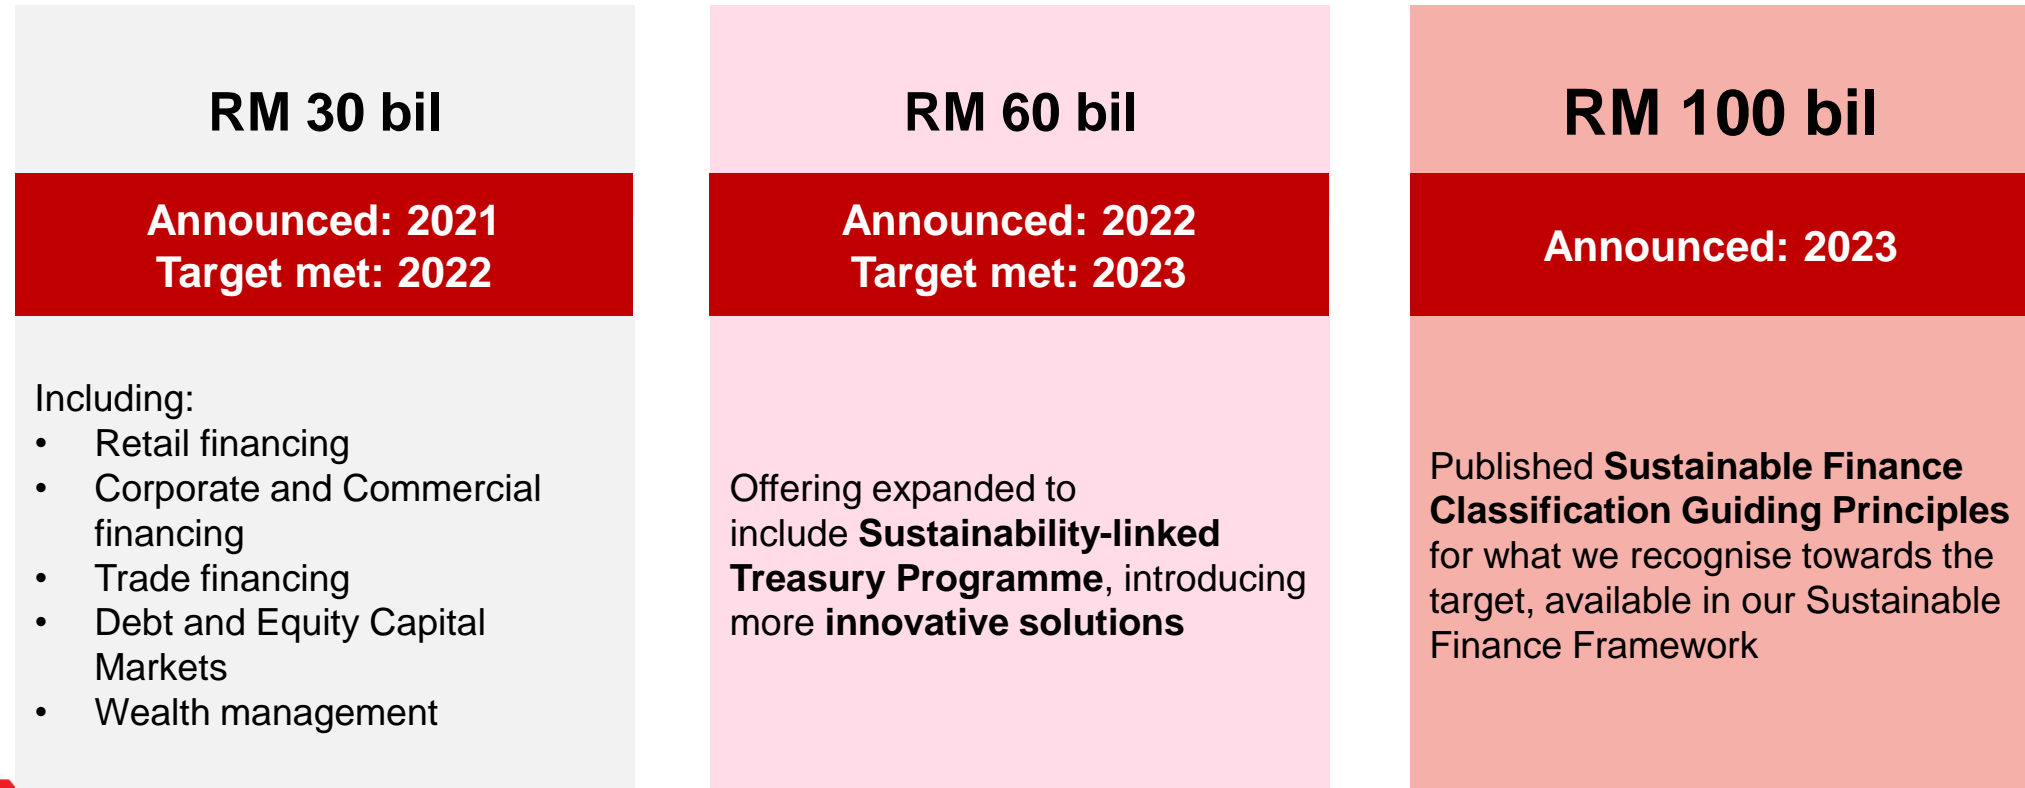 RM 30 bil
Announced: 2021
Target met: 2022
Including:
• Retail financing
• Corporate and Commercial
financing
• Trade financing
• Debt and Equity Capital
Markets
• Wealth management
RM 60 bil
Announced: 2022
Target met: 2023
Offering expanded to
include Sustainability-linked
Treasury Programme, introducing
more innovative solutions
RM 100 bil
Announced: 2023
Published Sustainable Finance
Classification Guiding Principles
for what we recognise towards the
target, available in our Sustainable
Finance Framework